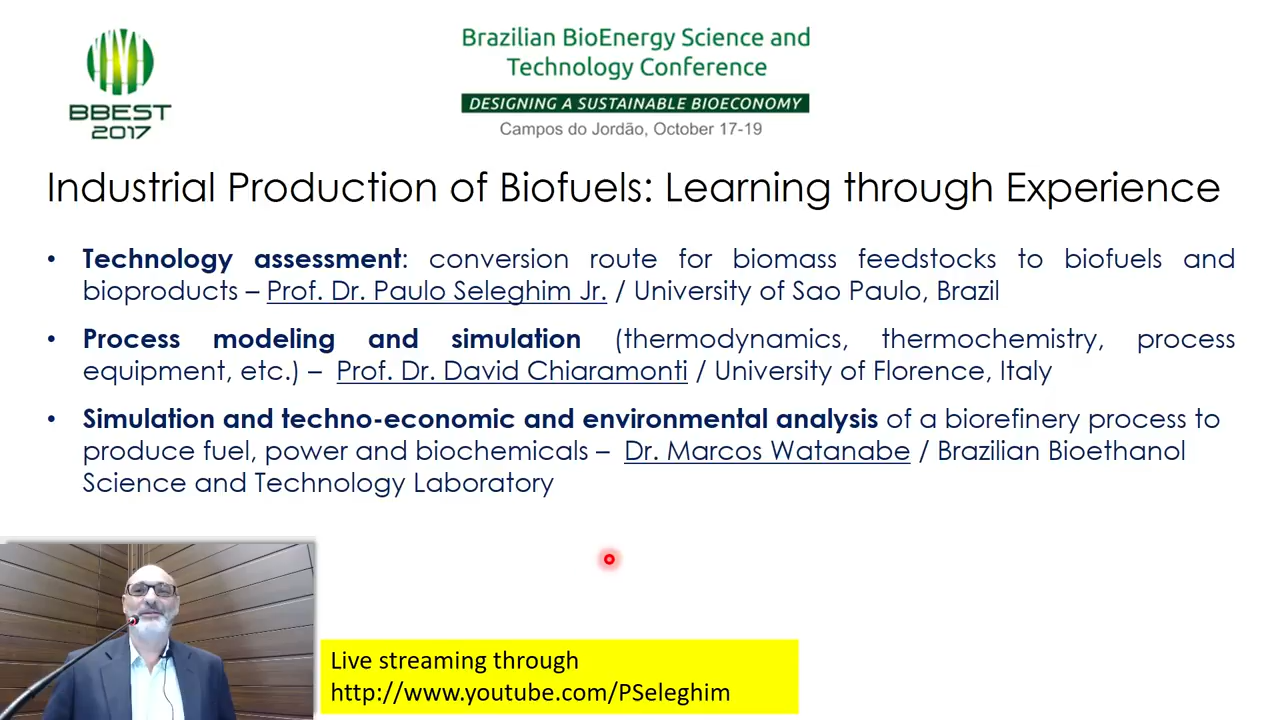 BBEST
2017
Brazilian BioEnergy Science and
Technology Conference
DESIGNING A SUSTAINABLE BIOECONOMY
Campos do Jordão, October 17-19
Industrial Production of Biofuels: Learning through Experience
• Technology assessment: conversion route for biomass feedstocks to biofuels and
bioproducts – Prof. Dr. Paulo Seleghim Jr. / University of Sao Paulo, Brazil
• Process modeling and simulation (thermodynamics, thermochemistry, process
equipment, etc.) – Prof. Dr. David Chiaramonti / University of Florence, Italy
• Simulation and techno-economic and environmental analysis of a biorefinery process to
produce fuel, power and biochemicals – Dr. Marcos Watanabe / Brazilian Bioethanol
Science and Technology Laboratory
Live streaming through
http://www.youtube.com/PSeleghim